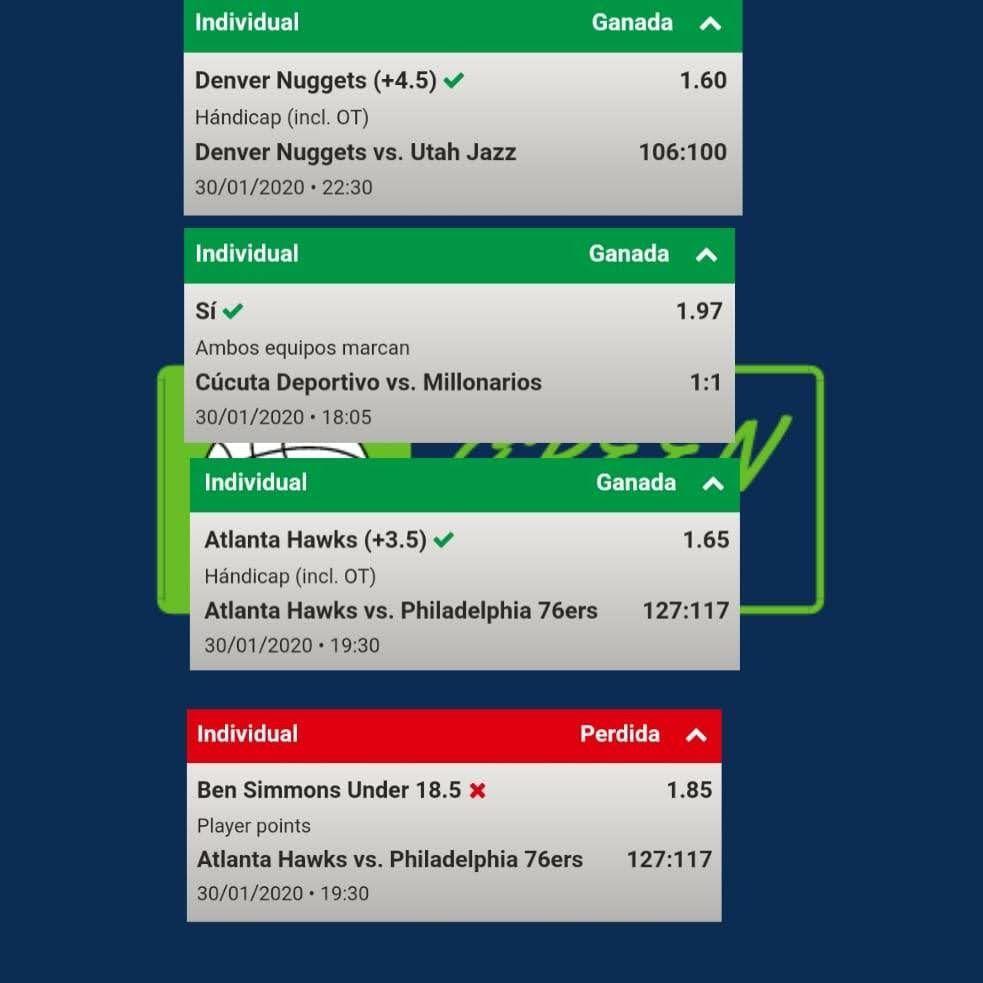 Individual Ganada
Denver Nuggets (+4.5) 1.60
Hándicap (incl. OT)
Denver Nuggets vs. Utah Jazz 106:100
30/01/2020 • 22:30
Individual Ganada
Sí 1.97
Ambos equipos marcan
Cúcuta Deportivo vs. Millonarios 1:1
30/01/2020 • 18:05
Individual Ganada
Atlanta Hawks (+3.5) 1.65
Hándicap (incl. OT)
Atlanta Hawks vs. Philadelphia 76ers 127:117
30/01/2020 • 19:30
Individual Perdida
Ben Simmons Under 18.5 1.85
Player points
Atlanta Hawks vs. Philadelphia 76ers 127:117
30/01/2020 • 19:30